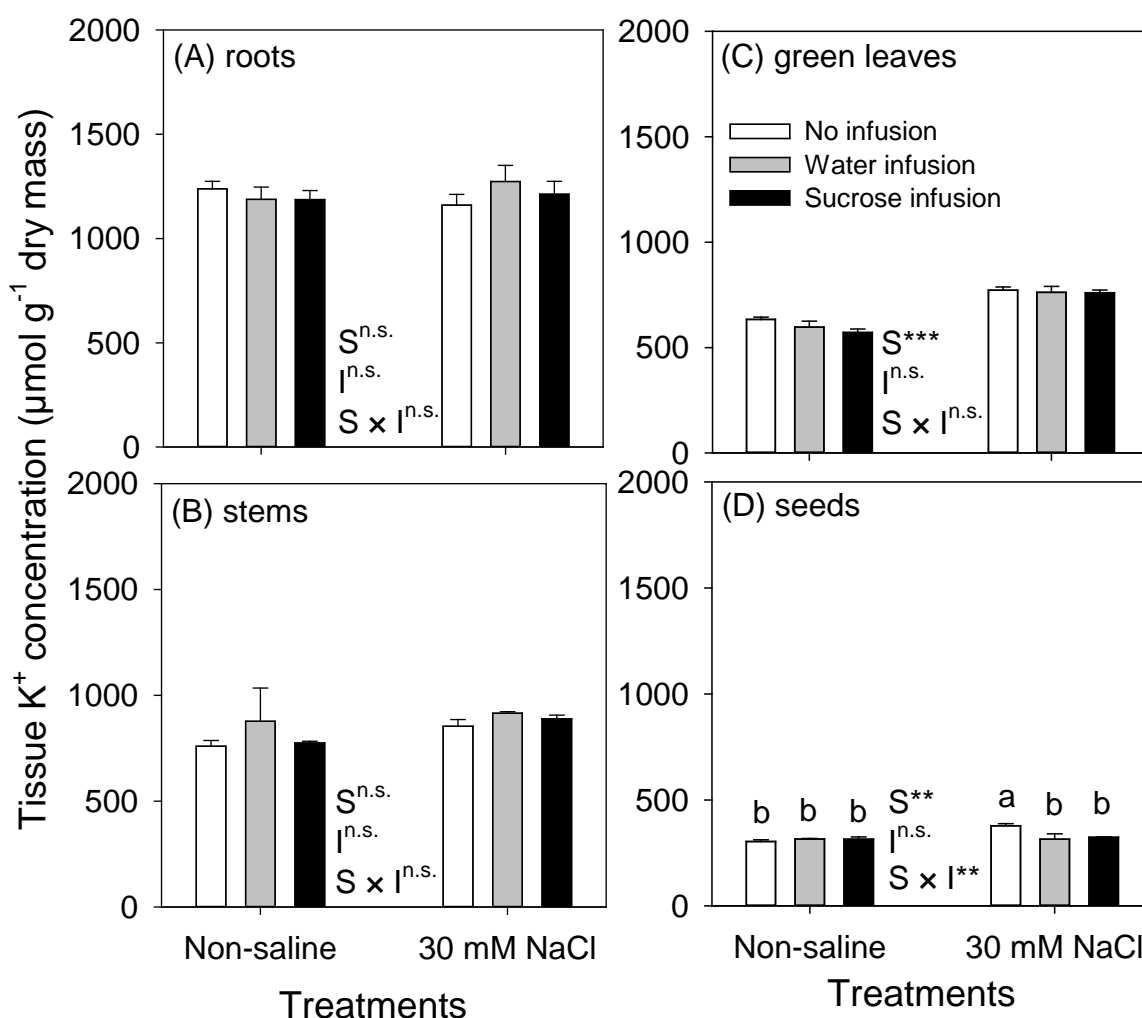 Tissue K⁺ concentration (μmol g⁻¹ dry mass)
(A) roots
2000
1500
1000
500
0
Sⁿ·ˢ·
Iⁿ·ˢ·
S × Iⁿ·ˢ·
(C) green leaves
No infusion
Water infusion
Sucrose infusion
2000
1500
1000
500
0
S***
Iⁿ·ˢ·
S × Iⁿ·ˢ·
(B) stems
2000
1500
1000
500
0
Sⁿ·ˢ·
Iⁿ·ˢ·
S × Iⁿ·ˢ·
Non-saline 30 mM NaCl
Treatments
(D) seeds
2000
1500
1000
500
0
b b b
S**
Iⁿ·ˢ·
S × I**
a b b
Non-saline 30 mM NaCl
Treatments